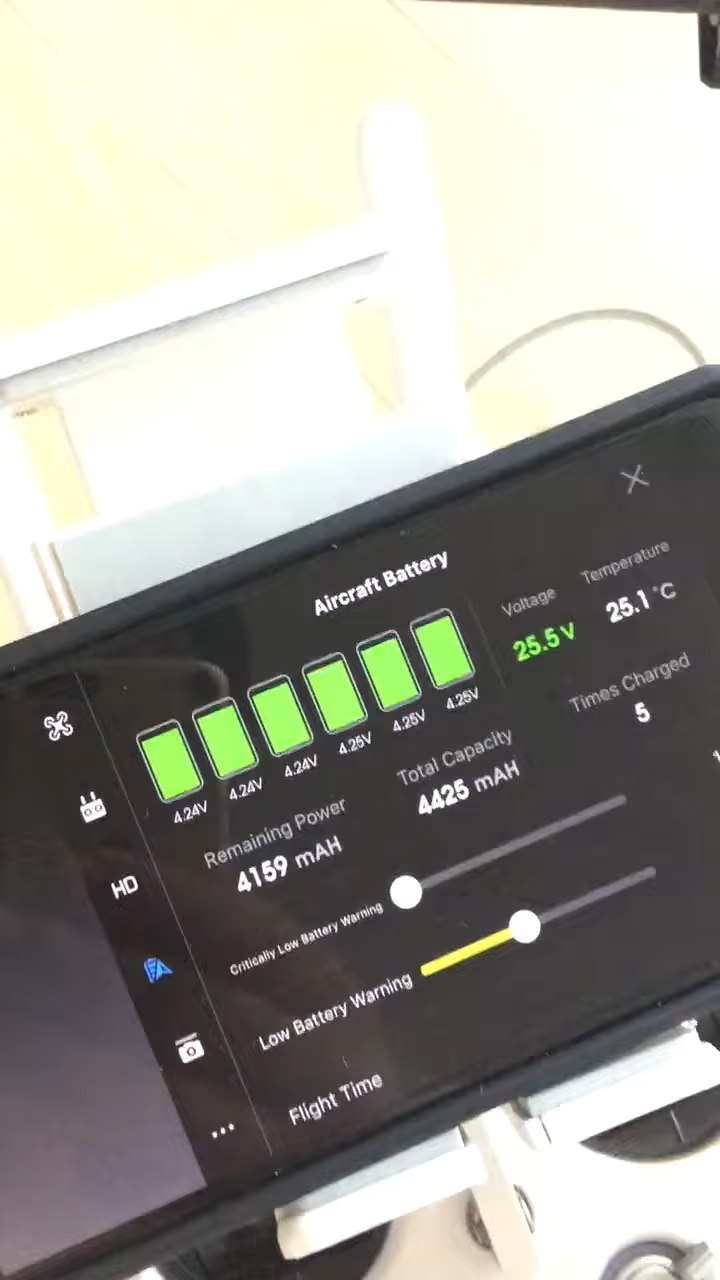 Aircraft Battery
Voltage
25.5 V
Temperature
25.1 °C
4.24V
4.24V
4.24V
4.25V
4.25V
4.25V
Times Charged
5
Remaining Power
4159 mAH
Total Capacity
4425 mAH
HD
Critically Low Battery Warning
Low Battery Warning
Flight Time